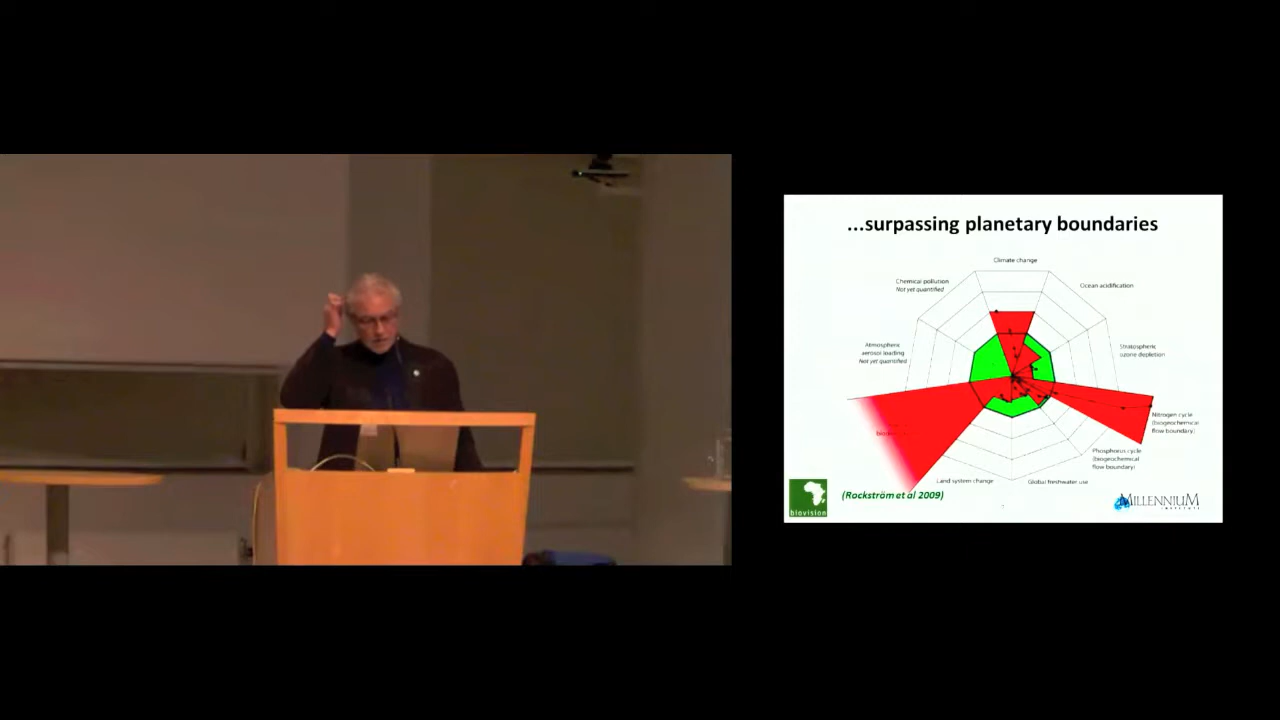 ...surpassing planetary boundaries
Climate change
Chemical pollution
Not yet quantified
Ocean acidification
Atmospheric
aerosol loading
Not yet quantified
Stratospheric
ozone depletion
Nitrogen cycle
(biogeochemical
flow boundary)
Phosphorus cycle
(biogeochemical
flow boundary)
Land system change
Global freshwater use
(Rockström et al 2009)
biovision
MILLENNIUM
INSTITUTE